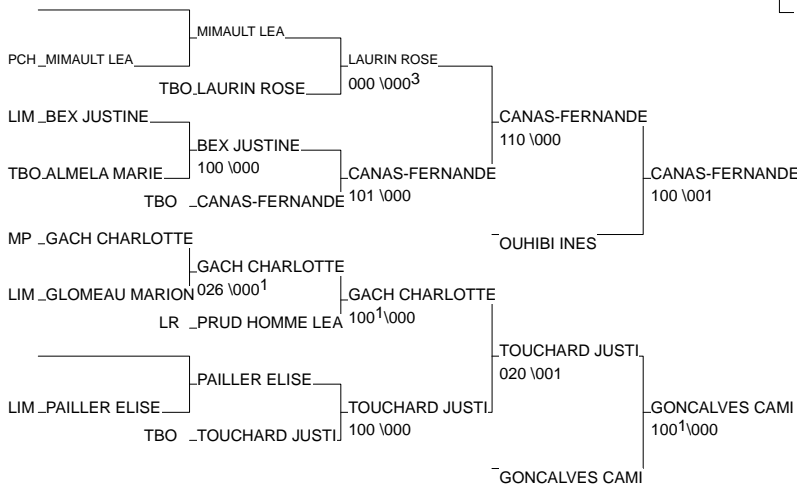 MIMAULT LEA
PCH MIMAULT LEA
LAURIN ROSE
000 \000³
TBO LAURIN ROSE
LIM BEX JUSTINE
CANAS-FERNANDE
110 \000
BEX JUSTINE
100 \000
TBO ALMELA MARIE
CANAS-FERNANDE
101 \000
CANAS-FERNANDE
100 \001
TBO CANAS-FERNANDE
MP GACH CHARLOTTE
OUHIBI INES
GACH CHARLOTTE
026 \000¹
LIM GLOMEAU MARION
GACH CHARLOTTE
100¹\000
LR PRUD HOMME LEA
TOUCHARD JUSTI
020 \001
PAILLER ELISE
LIM PAILLER ELISE
TOUCHARD JUSTI
100 \000
GONCALVES CAMI
100¹\000
TBO TOUCHARD JUSTI
GONCALVES CAMI